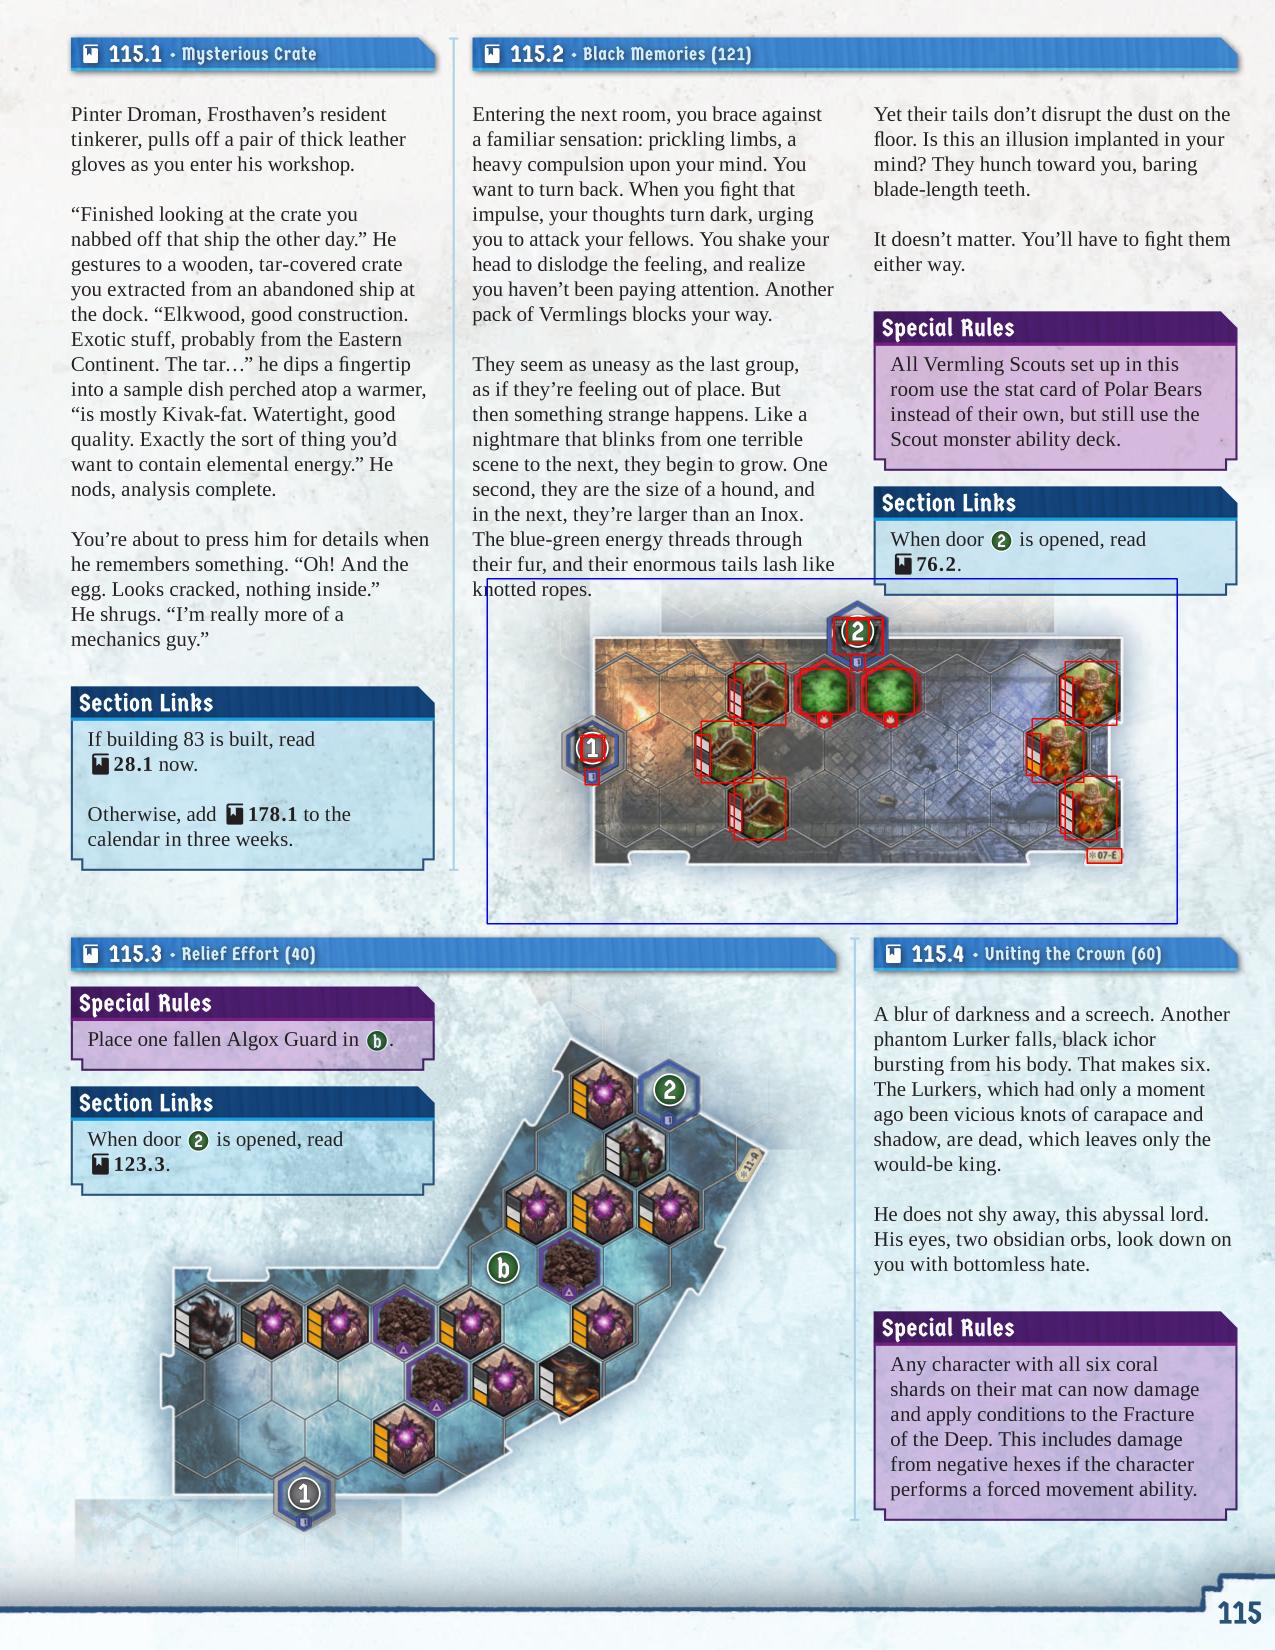 115.1 • Mysterious Crate
Pinter Droman, Frosthaven’s resident
tinkerer, pulls off a pair of thick leather
gloves as you enter his workshop.
“Finished looking at the crate you
nabbed off that ship the other day.” He
gestures to a wooden, tar-covered crate
you extracted from an abandoned ship at
the dock. “Elkwood, good construction.
Exotic stuff, probably from the Eastern
Continent. The tar…” he dips a fingertip
into a sample dish perched atop a warmer,
“is mostly Kivak-fat. Watertight, good
quality. Exactly the sort of thing you’d
want to contain elemental energy.” He
nods, analysis complete.
You’re about to press him for details when
he remembers something. “Oh! And the
egg. Looks cracked, nothing inside.”
He shrugs. “I’m really more of a
mechanics guy.”
Section Links
If building 83 is built, read
28.1 now.
Otherwise, add 178.1 to the
calendar in three weeks.
115.2 • Black Memories (121)
Entering the next room, you brace against
a familiar sensation: prickling limbs, a
heavy compulsion upon your mind. You
want to turn back. When you fight that
impulse, your thoughts turn dark, urging
you to attack your fellows. You shake your
head to dislodge the feeling, and realize
you haven’t been paying attention. Another
pack of Vermlings blocks your way.
They seem as uneasy as the last group,
as if they’re feeling out of place. But
then something strange happens. Like a
nightmare that blinks from one terrible
scene to the next, they begin to grow. One
second, they are the size of a hound, and
in the next, they’re larger than an Inox.
The blue-green energy threads through
their fur, and their enormous tails lash like
knotted ropes.
Yet their tails don’t disrupt the dust on the
floor. Is this an illusion implanted in your
mind? They hunch toward you, baring
blade-length teeth.
It doesn’t matter. You’ll have to fight them
either way.
Special Rules
All Vermling Scouts set up in this
room use the stat card of Polar Bears
instead of their own, but still use the
Scout monster ability deck.
Section Links
When door 2 is opened, read
76.2.
2
1
07-E
115.3 • Relief Effort (40)
Special Rules
Place one fallen Algox Guard in b.
Section Links
When door 2 is opened, read
123.3.
2
11-A
b
1
115.4 • Uniting the Crown (60)
A blur of darkness and a screech. Another
phantom Lurker falls, black ichor
bursting from his body. That makes six.
The Lurkers, which had only a moment
ago been vicious knots of carapace and
shadow, are dead, which leaves only the
would-be king.
He does not shy away, this abyssal lord.
His eyes, two obsidian orbs, look down on
you with bottomless hate.
Special Rules
Any character with all six coral
shards on their mat can now damage
and apply conditions to the Fracture
of the Deep. This includes damage
from negative hexes if the character
performs a forced movement ability.
115